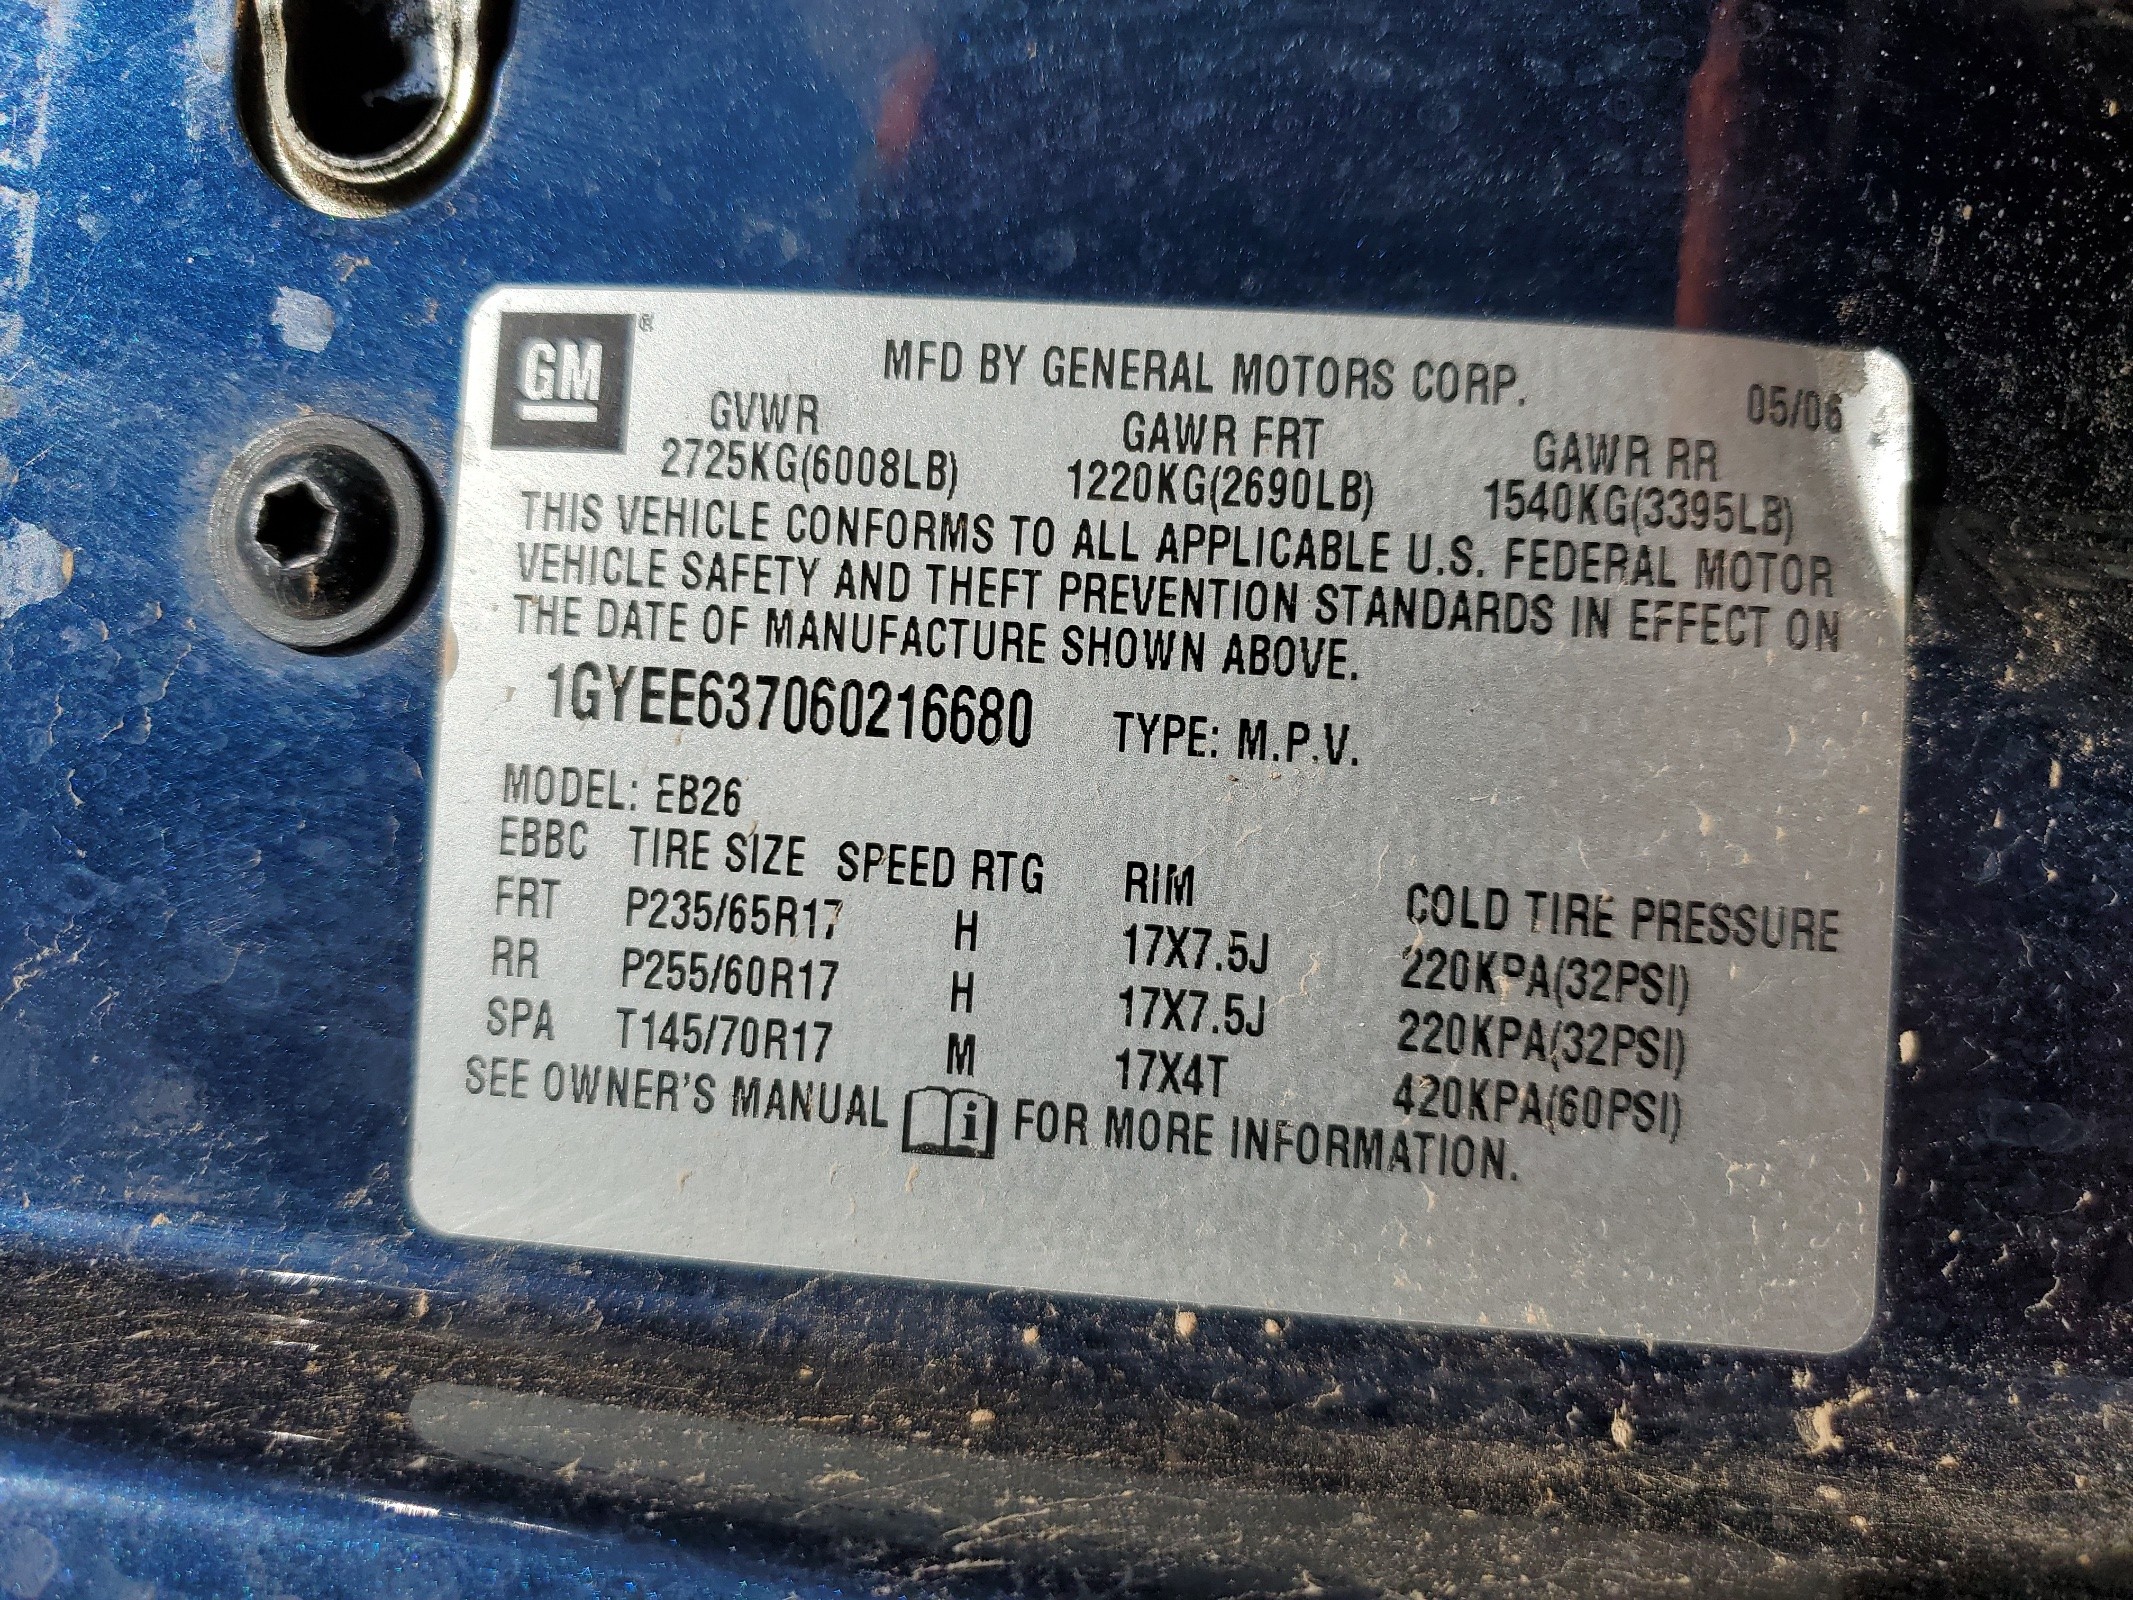 GM ®
MFD BY GENERAL MOTORS CORP. 05/06
GVWR GAWR FRT GAWR RR
2725KG(6008LB) 1220KG(2690LB) 1540KG(3395LB)
THIS VEHICLE CONFORMS TO ALL APPLICABLE U.S. FEDERAL MOTOR
VEHICLE SAFETY AND THEFT PREVENTION STANDARDS IN EFFECT ON
THE DATE OF MANUFACTURE SHOWN ABOVE.
1GYEE637060216680 TYPE: M.P.V.
MODEL: EB26
EBBC TIRE SIZE SPEED RTG RIM COLD TIRE PRESSURE
FRT P235/65R17 H 17X7.5J 220KPA(32PSI)
RR P255/60R17 H 17X7.5J 220KPA(32PSI)
SPA T145/70R17 M 17X4T 420KPA(60PSI)
SEE OWNER'S MANUAL i FOR MORE INFORMATION.